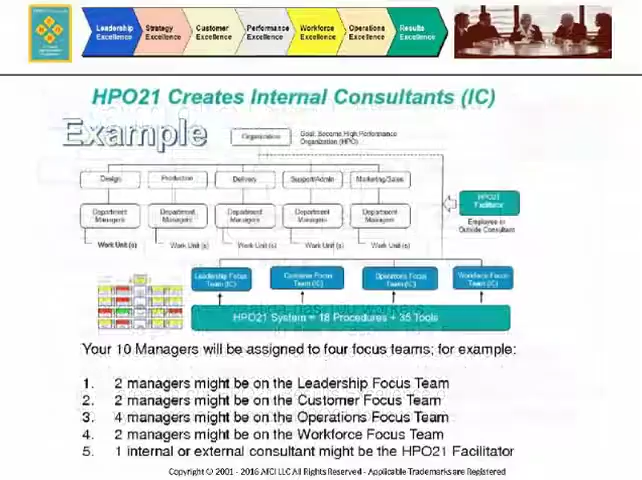 Leadership Excellence
Strategy Excellence
Customer Excellence
Performance Excellence
Workforce Excellence
Operations Excellence
Results Excellence
HPO21 Creates Internal Consultants (IC)
Example
Organization
Goal: Become High Performance
Organization (HPO)
Design
Production
Delivery
Support/Admin
Marketing/Sales
HPO21
Facilitator
Department
Managers
Department
Managers
Department
Managers
Department
Managers
Department
Managers
Employee or
Outside Consultant
Work Unit (s)
Work Unit (s)
Work Unit (s)
Work Unit (s)
Work Unit (s)
Leadership Focus
Team (IC)
Customer Focus
Team (IC)
Operations Focus
Team (IC)
Workforce Focus
Team (IC)
HPO21 System = 18 Procedures + 35 Tools
Your 10 Managers will be assigned to four focus teams; for example:
1. 2 managers might be on the Leadership Focus Team
2. 2 managers might be on the Customer Focus Team
3. 4 managers might be on the Operations Focus Team
4. 2 managers might be on the Workforce Focus Team
5. 1 internal or external consultant might be the HPO21 Facilitator
Copyright © 2001 - 2016 AFCI LLC All Rights Reserved - Applicable Trademarks are Registered